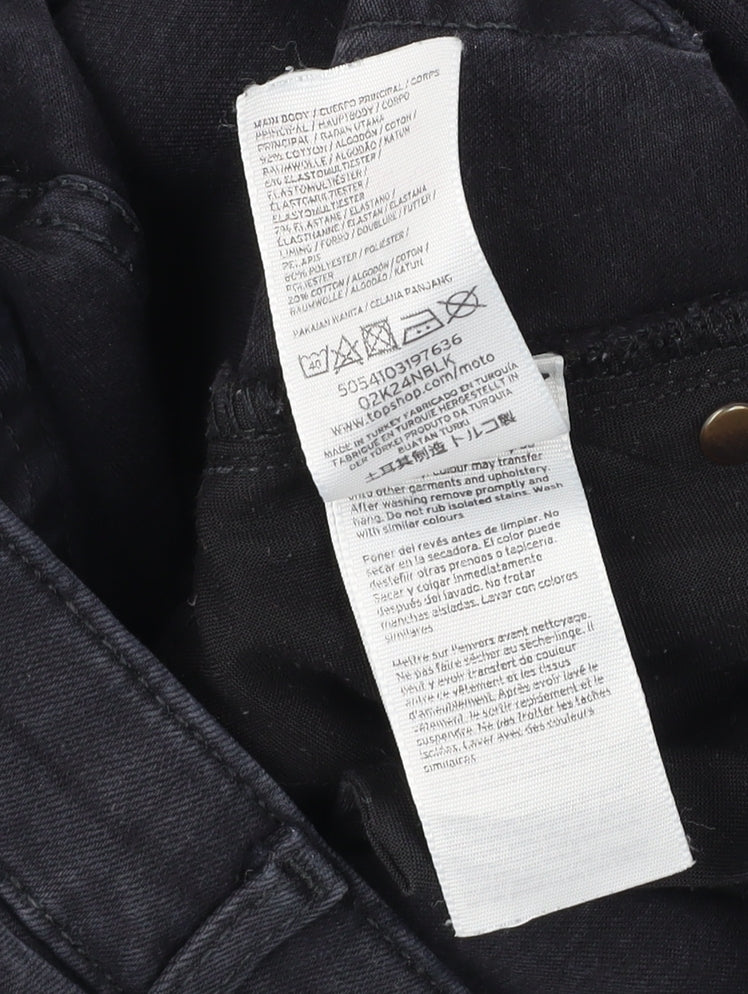 MAIN BODY / CUERPO PRINCIPAL / CORPS
PRINCIPAL / HAUPTBODY / CORPO
PRINCIPAL / BADAN UTAMA
92% COTTON / ALGODÓN / COTON /
BAUMWOLLE / ALGODÃO / KATUN
6% ELASTOMULTIESTER /
ELASTOMULTIÉSTER /
ELASTOMULTIESTER
2% ELASTANE / ELASTANO /
ÉLASTHANNE / ELASTAN / ELASTANA
LINING / FORRO / DOUBLURE / FUTTER /
PELAPIS
80% POLYESTER / POLIÉSTER /
POLIESTER
20% COTTON / ALGODÓN / COTON /
BAUMWOLLE / ALGODÃO / KATUN
PAKAIAN WANITA / CELANA PANJANG
40
5054103197636
02K24NBLK
www.topshop.com/moto
MADE IN TURKEY FABRICADO EN TURQUÍA
FABRIQUÉ EN TURQUIE HERGESTELLT IN
DER TÜRKEI PRODUTO DA TURQUIA
BUATAN TURKI
土耳其制造 トルコ製
colour may transfer
onto other garments and upholstery.
After washing remove promptly and
hang. Do not rub isolated stains. Wash
with similar colours
Poner del revés antes de limpiar. No
secar en la secadora. El color puede
desteñir otras prendas o tapicería.
Sacar y colgar inmediatamente
después del lavado. No frotar
manchas aisladas. Lavar con colores
similares
Mettre sur l'envers avant nettoyage.
Ne pas faire sécher au sèche-linge. Il
peut y avoir transfert de couleur
entre ce vêtement et les tissus
d'ameublement. Après avoir lavé le
vêtement, le sortir rapidement et le
suspendre. Ne pas frotter les taches
isolées. Laver avec des couleurs
similaires